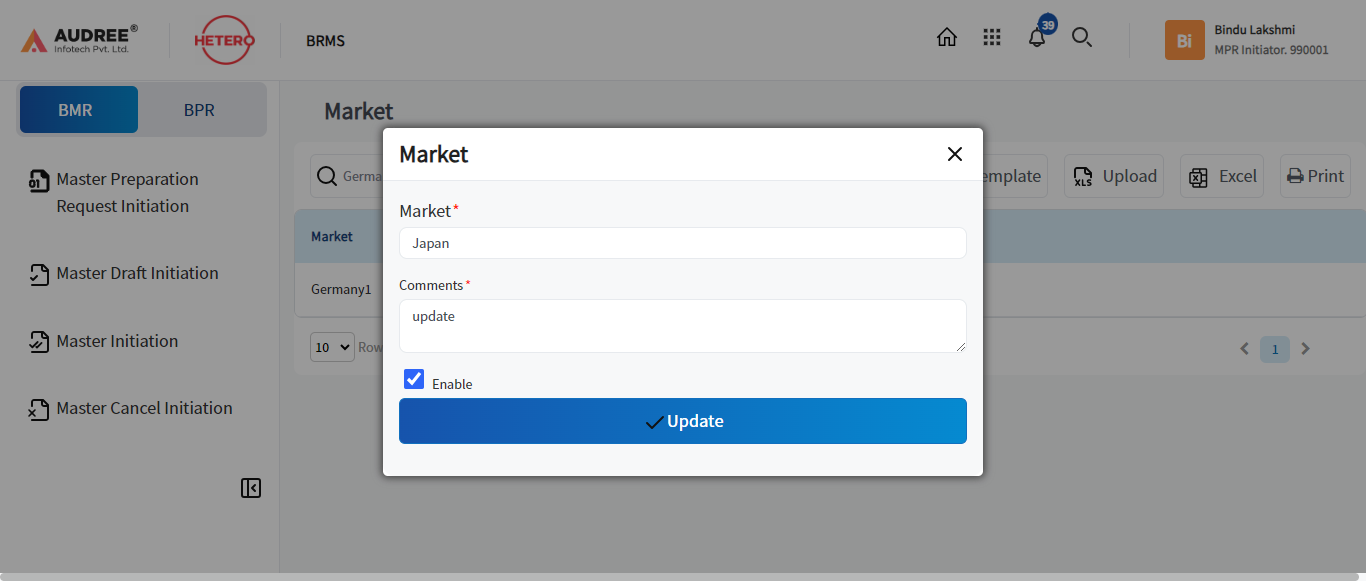 AUDREE®
Infotech Pvt. Ltd.
HETERO
BRMS
39
Bi
Bindu Lakshmi
MPR Initiator. 990001
BMR
BPR
Market
Master Preparation
Request Initiation
Master Draft Initiation
Master Initiation
Master Cancel Initiation
Market
Market*
Japan
Comments*
update
Enable
Update
Germa
emplate
XLS
Upload
Excel
Print
Market
Germany1
10
Row
1